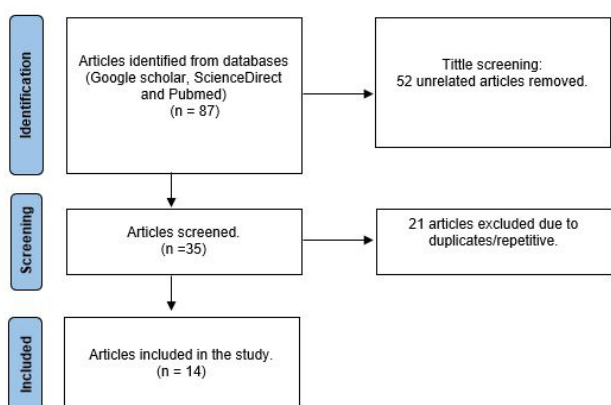 Identification
Articles identified from databases
(Google scholar, ScienceDirect
and Pubmed)
(n = 87)
Tittle screening:
52 unrelated articles removed.
Screening
Articles screened.
(n =35)
21 articles excluded due to
duplicates/repetitive.
Included
Articles included in the study.
(n = 14)